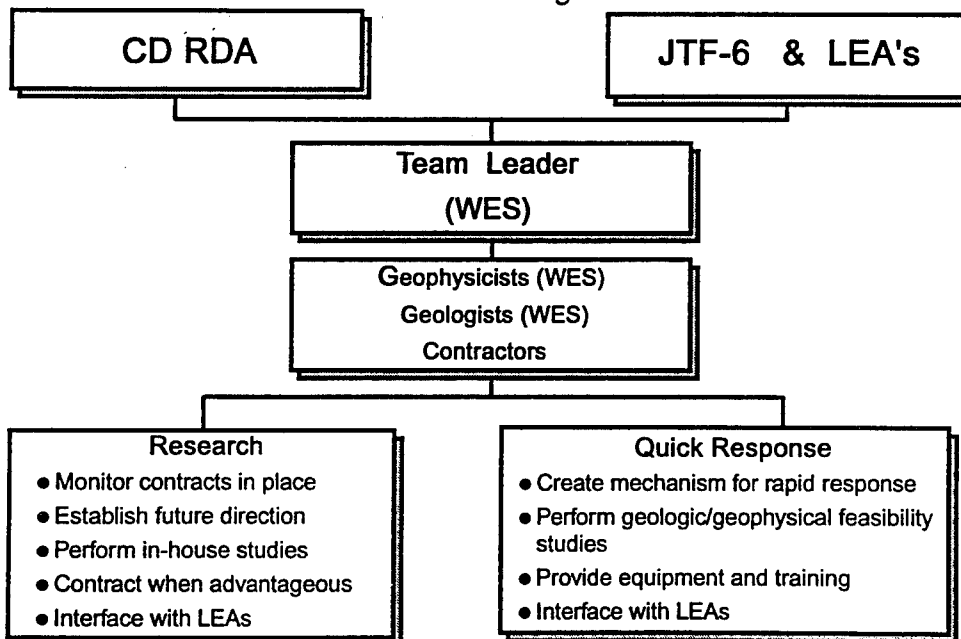 CD RDA
JTF-6 & LEA's
Team Leader
(WES)
Geophysicists (WES)
Geologists (WES)
Contractors
Research
● Monitor contracts in place
● Establish future direction
● Perform in-house studies
● Contract when advantageous
● Interface with LEAs
Quick Response
● Create mechanism for rapid response
● Perform geologic/geophysical feasibility
studies
● Provide equipment and training
● Interface with LEAs